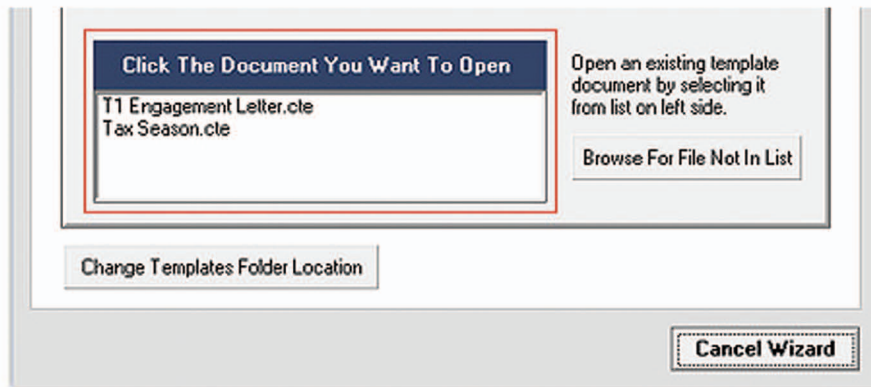 Click The Document You Want To Open
T1 Engagement Letter.cte
Tax Season.cte
Open an existing template
document by selecting it
from list on left side.
Browse For File Not In List
Change Templates Folder Location
Cancel Wizard